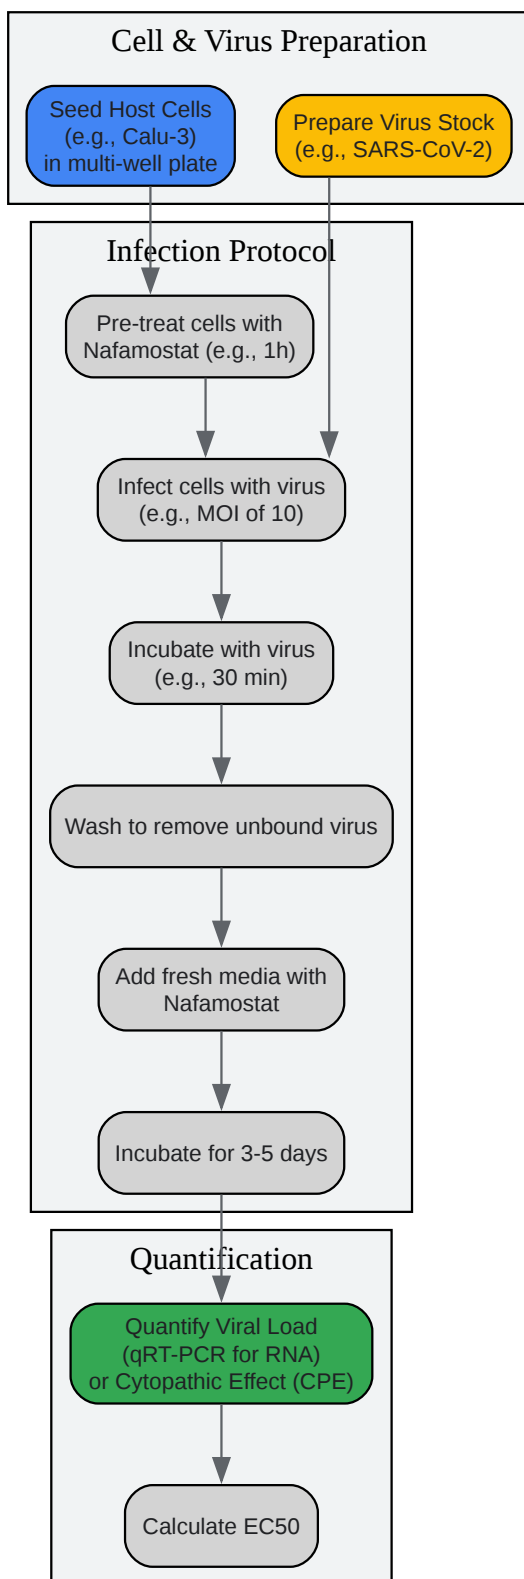 Cell & Virus Preparation
Seed Host Cells
(e.g., Calu-3)
in multi-well plate
Prepare Virus Stock
(e.g., SARS-CoV-2)
Infection Protocol
Pre-treat cells with
Nafamostat (e.g., 1h)
Infect cells with virus
(e.g., MOI of 10)
Incubate with virus
(e.g., 30 min)
Wash to remove unbound virus
Add fresh media with
Nafamostat
Incubate for 3-5 days
Quantification
Quantify Viral Load
(qRT-PCR for RNA)
or Cytopathic Effect (CPE)
Calculate EC50